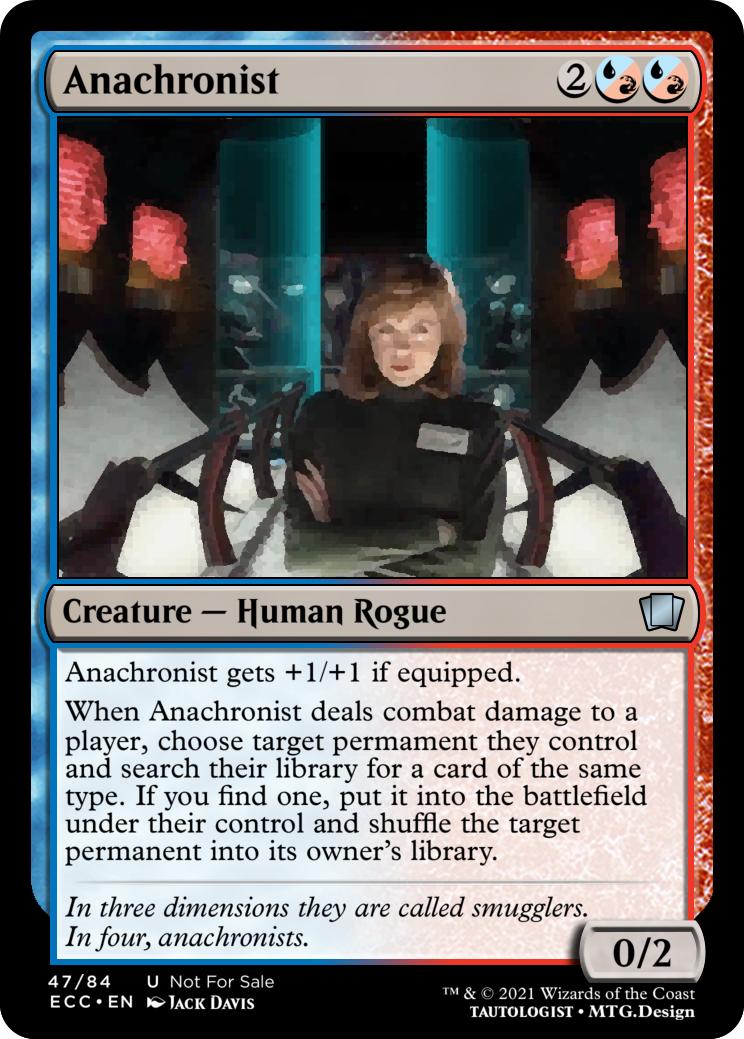 Anachronist 2
Creature — Human Rogue
Anachronist gets +1/+1 if equipped.
When Anachronist deals combat damage to a
player, choose target permament they control
and search their library for a card of the same
type. If you find one, put it into the battlefield
under their control and shuffle the target
permanent into its owner's library.
In three dimensions they are called smugglers.
In four, anachronists.
0/2
47/84 U Not For Sale
ECC • EN Jack Davis
™ & © 2021 Wizards of the Coast
TAUTOLOGIST • MTG.Design